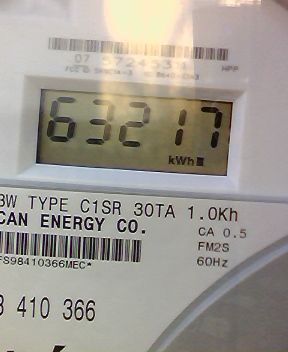 07 5724531
63217
kWh
3W TYPE C1SR 30TA 1.0Kh
CAN ENERGY CO.
CA 0.5
FM2S
60Hz
FS98410366MEC*
410 366